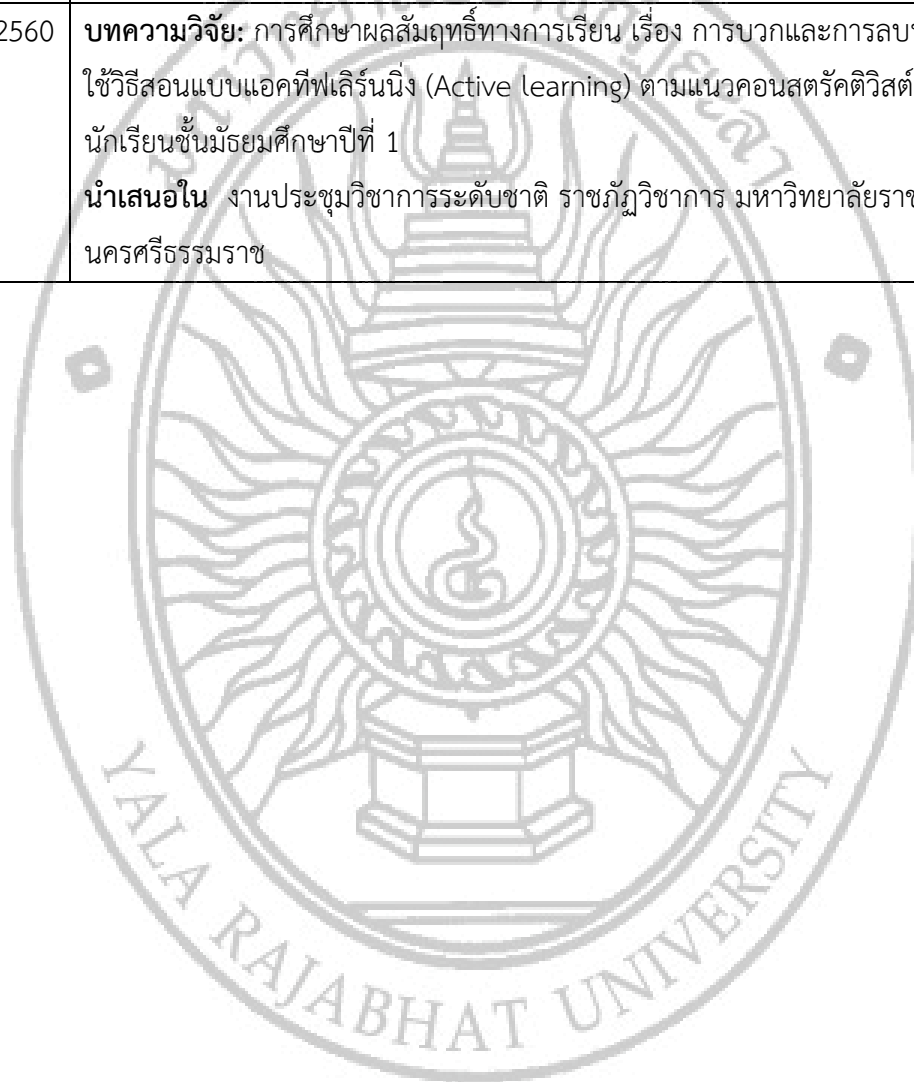 2560
บทความวิจัย: การศึกษาผลสัมฤทธิ์ทางการเรียน เรื่อง การบวกและการลบ
ใช้วิธีสอนแบบแอคทีฟเลิร์นนิ่ง (Active learning) ตามแนวคอนสตรัคติวิสต์
นักเรียนชั้นมัธยมศึกษาปีที่ 1
นำเสนอใน งานประชุมวิชาการระดับชาติ ราชภัฏวิชาการ มหาวิทยาลัยราช
นครศรีธรรมราช
YALA RAJABHAT UNIVERSITY